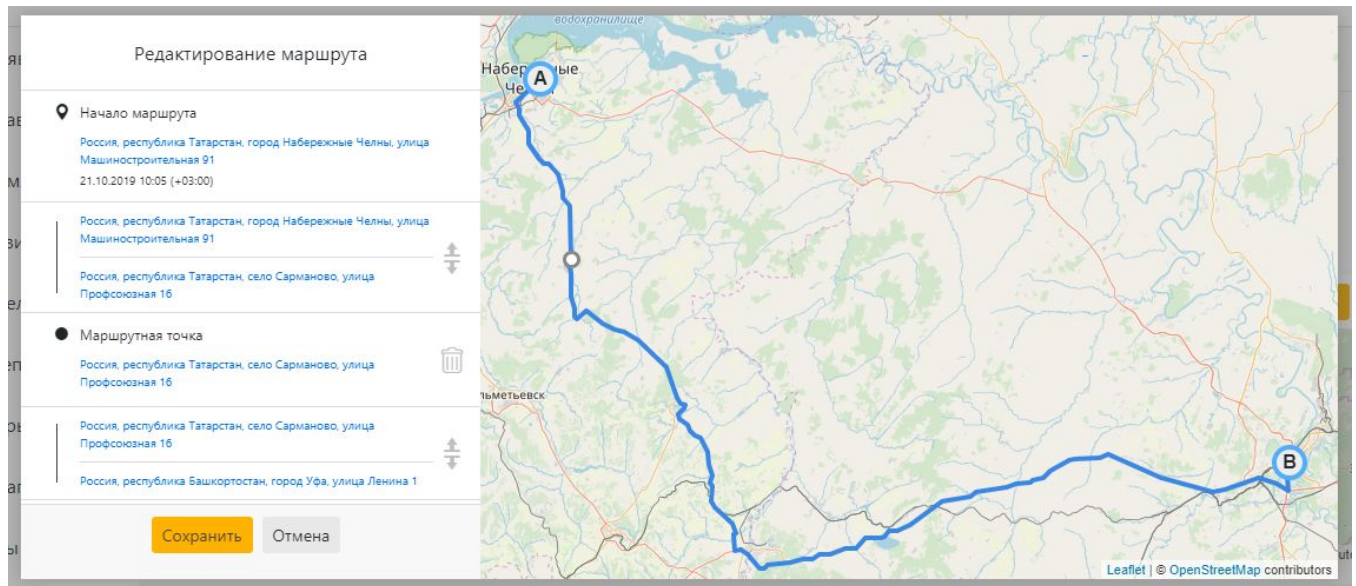 Редактирование маршрута
Начало маршрута
Россия, республика Татарстан, город Набережные Челны, улица
Машиностроительная 91
21.10.2019 10:05 (+03:00)
Россия, республика Татарстан, город Набережные Челны, улица
Машиностроительная 91
Россия, республика Татарстан, село Сарманово, улица
Профсоюзная 16
Маршрутная точка
Россия, республика Татарстан, село Сарманово, улица
Профсоюзная 16
Россия, республика Татарстан, село Сарманово, улица
Профсоюзная 16
Россия, республика Башкортостан, город Уфа, улица Ленина 1
Сохранить Отмена
водохранилище
A
льметьевск
B
Leaflet | © OpenStreetMap contributors